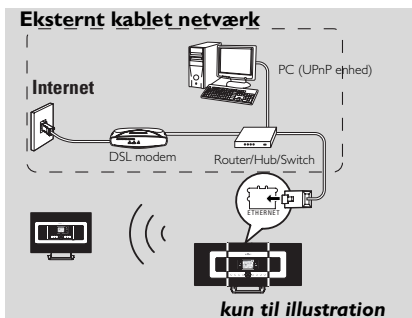 Eksternt kablet netværk
PC (UPnP enhed)
Internet
DSL modem
Router/Hub/Switch
ETHERNET
kun til illustration